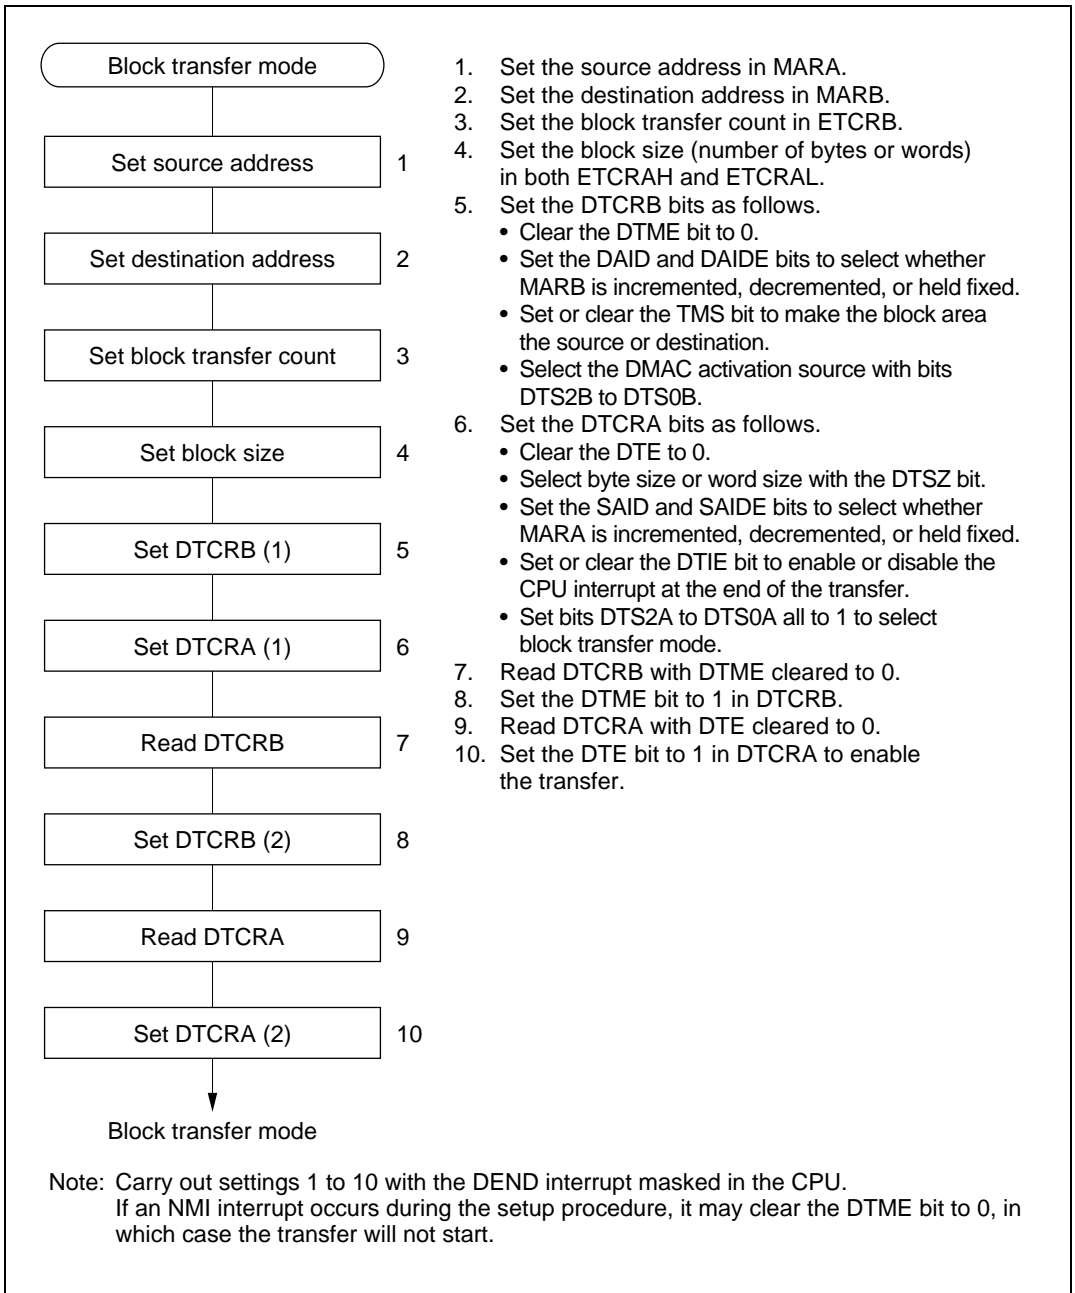 Block transfer mode
Set source address 1
Set destination address 2
Set block transfer count 3
Set block size 4
Set DTCRB (1) 5
Set DTCRA (1) 6
Read DTCRB 7
Set DTCRB (2) 8
Read DTCRA 9
Set DTCRA (2) 10
Block transfer mode
1. Set the source address in MARA.
2. Set the destination address in MARB.
3. Set the block transfer count in ETCRB.
4. Set the block size (number of bytes or words)
in both ETCRAH and ETCRAL.
5. Set the DTCRB bits as follows.
• Clear the DTME bit to 0.
• Set the DAID and DAIDE bits to select whether
MARB is incremented, decremented, or held fixed.
• Set or clear the TMS bit to make the block area
the source or destination.
• Select the DMAC activation source with bits
DTS2B to DTS0B.
6. Set the DTCRA bits as follows.
• Clear the DTE to 0.
• Select byte size or word size with the DTSZ bit.
• Set the SAID and SAIDE bits to select whether
MARA is incremented, decremented, or held fixed.
• Set or clear the DTIE bit to enable or disable the
CPU interrupt at the end of the transfer.
• Set bits DTS2A to DTS0A all to 1 to select
block transfer mode.
7. Read DTCRB with DTME cleared to 0.
8. Set the DTME bit to 1 in DTCRB.
9. Read DTCRA with DTE cleared to 0.
10. Set the DTE bit to 1 in DTCRA to enable
the transfer.
Note: Carry out settings 1 to 10 with the DEND interrupt masked in the CPU.
If an NMI interrupt occurs during the setup procedure, it may clear the DTME bit to 0, in
which case the transfer will not start.